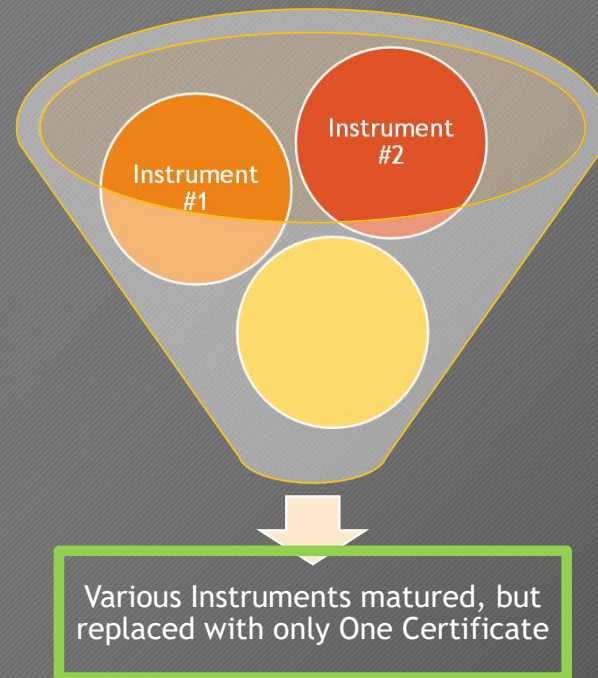 Instrument
#1
Instrument
#2
Various Instruments matured, but
replaced with only One Certificate